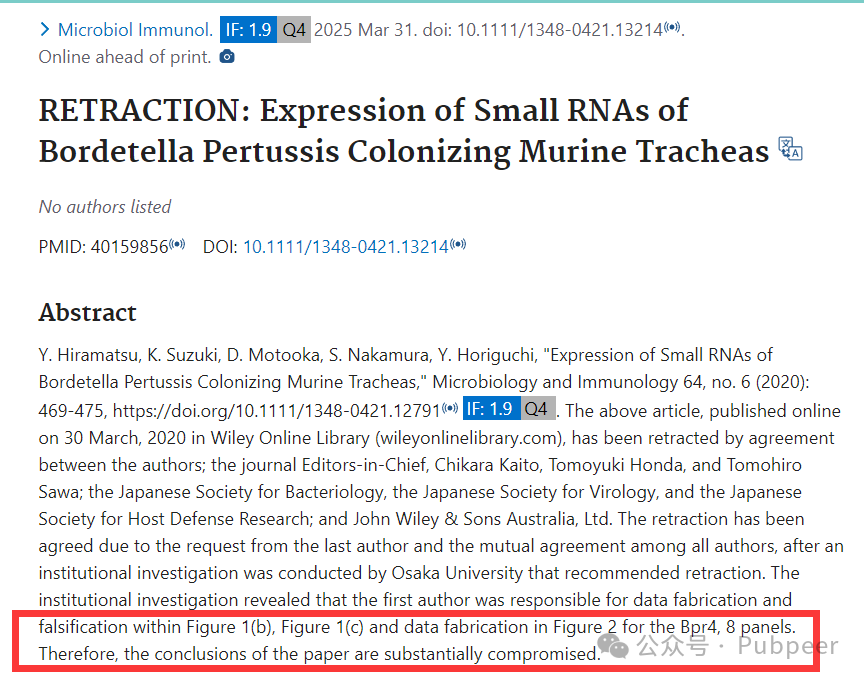 Microbiol Immunol. IF: 1.9 Q4 2025 Mar 31. doi: 10.1111/1348-0421.13214.
Online ahead of print.
RETRACTION: Expression of Small RNAs of
Bordetella Pertussis Colonizing Murine Tracheas
No authors listed
PMID: 40159856 DOI: 10.1111/1348-0421.13214
Abstract
Y. Hiramatsu, K. Suzuki, D. Motooka, S. Nakamura, Y. Horiguchi, "Expression of Small RNAs of
Bordetella Pertussis Colonizing Murine Tracheas," Microbiology and Immunology 64, no. 6 (2020):
469-475, https://doi.org/10.1111/1348-0421.12791 IF: 1.9 Q4 . The above article, published online
on 30 March, 2020 in Wiley Online Library (wileyonlinelibrary.com), has been retracted by agreement
between the authors; the journal Editors-in-Chief, Chikara Kaito, Tomoyuki Honda, and Tomohiro
Sawa; the Japanese Society for Bacteriology, the Japanese Society for Virology, and the Japanese
Society for Host Defense Research; and John Wiley & Sons Australia, Ltd. The retraction has been
agreed due to the request from the last author and the mutual agreement among all authors, after an
institutional investigation was conducted by Osaka University that recommended retraction. The
institutional investigation revealed that the first author was responsible for data fabrication and
falsification within Figure 1(b), Figure 1(c) and data fabrication in Figure 2 for the Bpr4, 8 panels.
Therefore, the conclusions of the paper are substantially compromised.
公众号 · Pubpeer